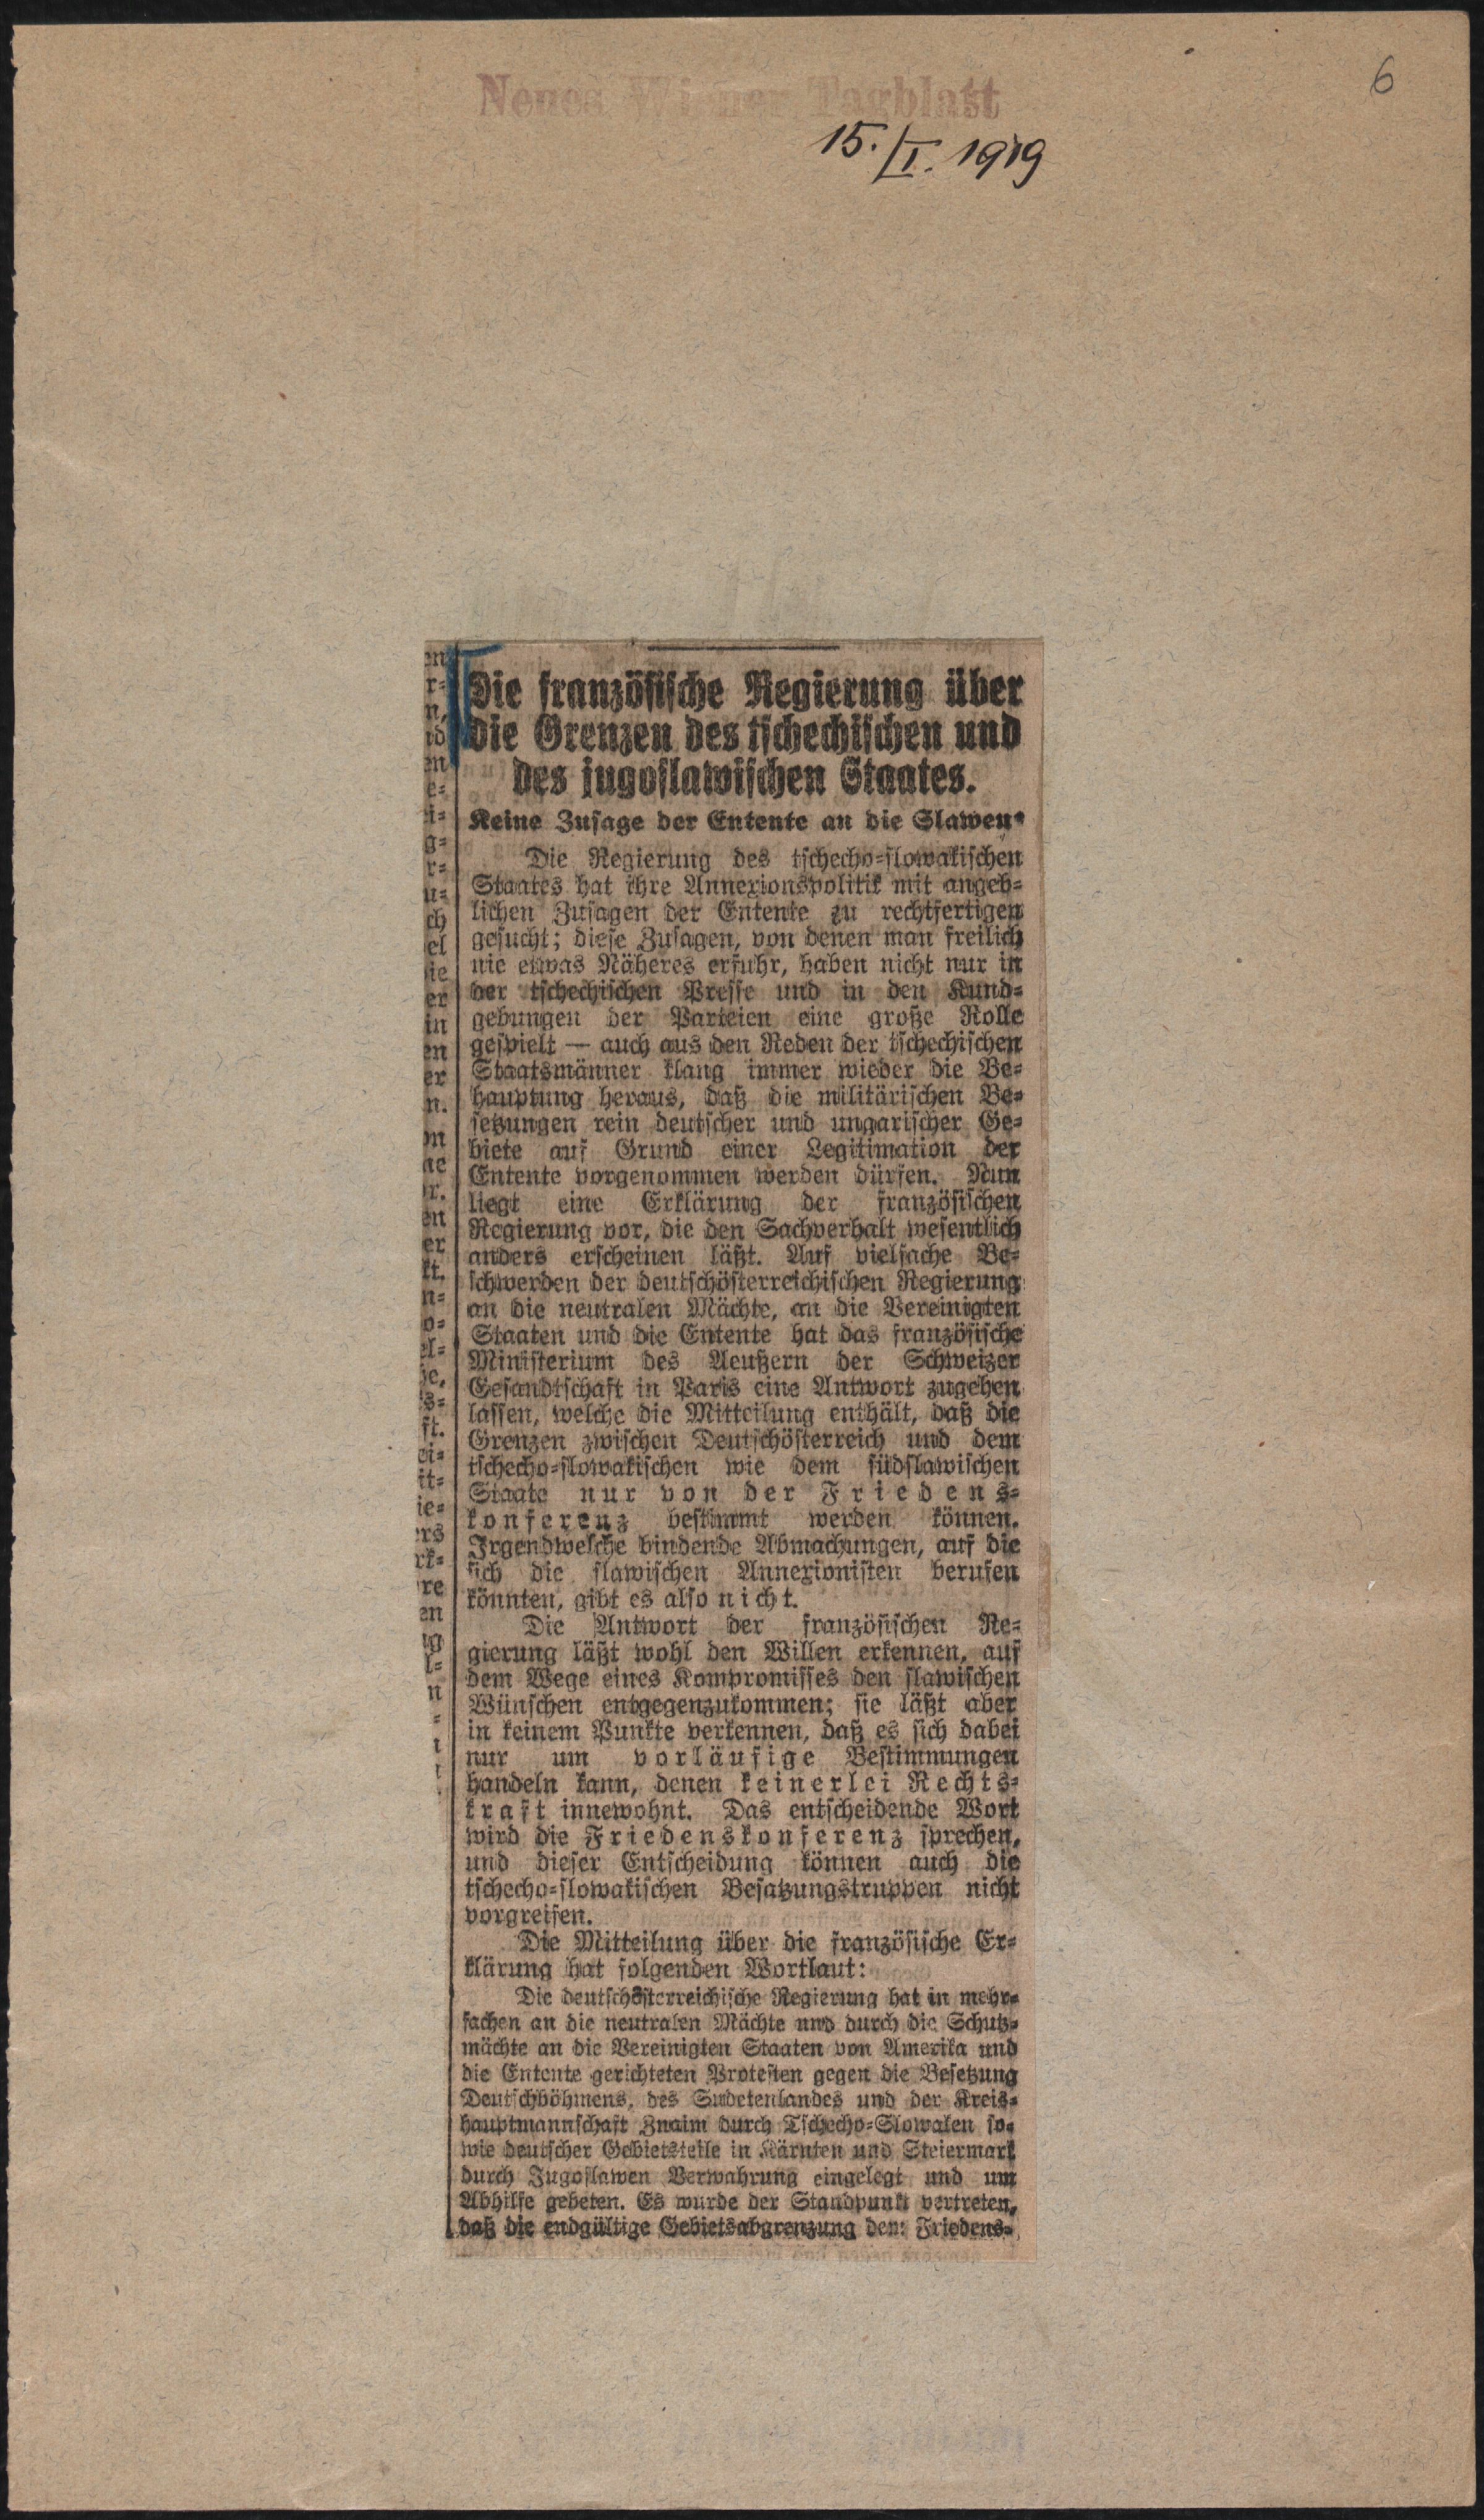 6
Neues Wiener Tagblatt
15./I. 1919
Die französische Regierung über
die Grenzen des tschechischen und
des jugoslawischen Staates.
Keine Zusage der Entente an die Slawen.
Die Regierung des tschecho-slowakischen
Staates hat ihre Annexionspolitik mit angeb-
lichen Zusagen der Entente zu rechtfertigen
gesucht; diese Zusagen, von denen man freilich
nie etwas Näheres erfuhr, haben nicht nur in
der tschechischen Presse und in den Kund-
gebungen der Parteien eine große Rolle
gespielt — auch aus den Reden der tschechischen
Staatsmänner klang immer wieder die Be-
hauptung heraus, daß die militärischen Be-
setzungen rein deutscher und ungarischer Ge-
biete auf Grund einer Legitimation der
Entente vorgenommen werden dürfen. Nun
liegt eine Erklärung der französischen
Regierung vor, die den Sachverhalt wesentlich
anders erscheinen läßt. Auf vielfache Be-
schwerden der deutschösterreichischen Regierung
an die neutralen Mächte, an die Vereinigten
Staaten und die Entente hat das französische
Ministerium des Aeußern der Schweizer
Gesandtschaft in Paris eine Antwort zugehen
lassen, welche die Mitteilung enthält, daß die
Grenzen zwischen Deutschösterreich und dem
tschecho-slowakischen wie dem südslawischen
Staate nur von der Friedens-
konferenz bestimmt werden können.
Irgendwelche bindende Abmachungen, auf die
sich die slawischen Annexionisten berufen
könnten, gibt es also nicht.
Die Antwort der französischen Re-
gierung läßt wohl den Willen erkennen, auf
dem Wege eines Kompromisses den slawischen
Wünschen entgegenzukommen; sie läßt aber
in keinem Punkte verkennen, daß es sich dabei
nur um vorläufige Bestimmungen
handeln kann, denen keinerlei Rechts-
kraft innewohnt. Das entscheidende Wort
wird die Friedenskonferenz sprechen,
und dieser Entscheidung können auch die
tschecho-slowakischen Besatzungstruppen nicht
vorgreifen.
Die Mitteilung über die französische Er-
klärung hat folgenden Wortlaut:
Die deutschösterreichische Regierung hat in mehr-
fachen an die neutralen Mächte und durch die Schutz-
mächte an die Vereinigten Staaten von Amerika und
die Entente gerichteten Protesten gegen die Besetzung
Deutschböhmens, des Sudetenlandes und der Kreis-
hauptmannschaft Znaim durch Tschecho-Slowaken so-
wie deutscher Gebietsteile in Kärnten und Steiermark
durch Jugoslawen Verwahrung eingelegt und um
Abhilfe gebeten. Es wurde der Standpunkt vertreten,
daß die endgültige Gebietsabgrenzung dem Friedens-